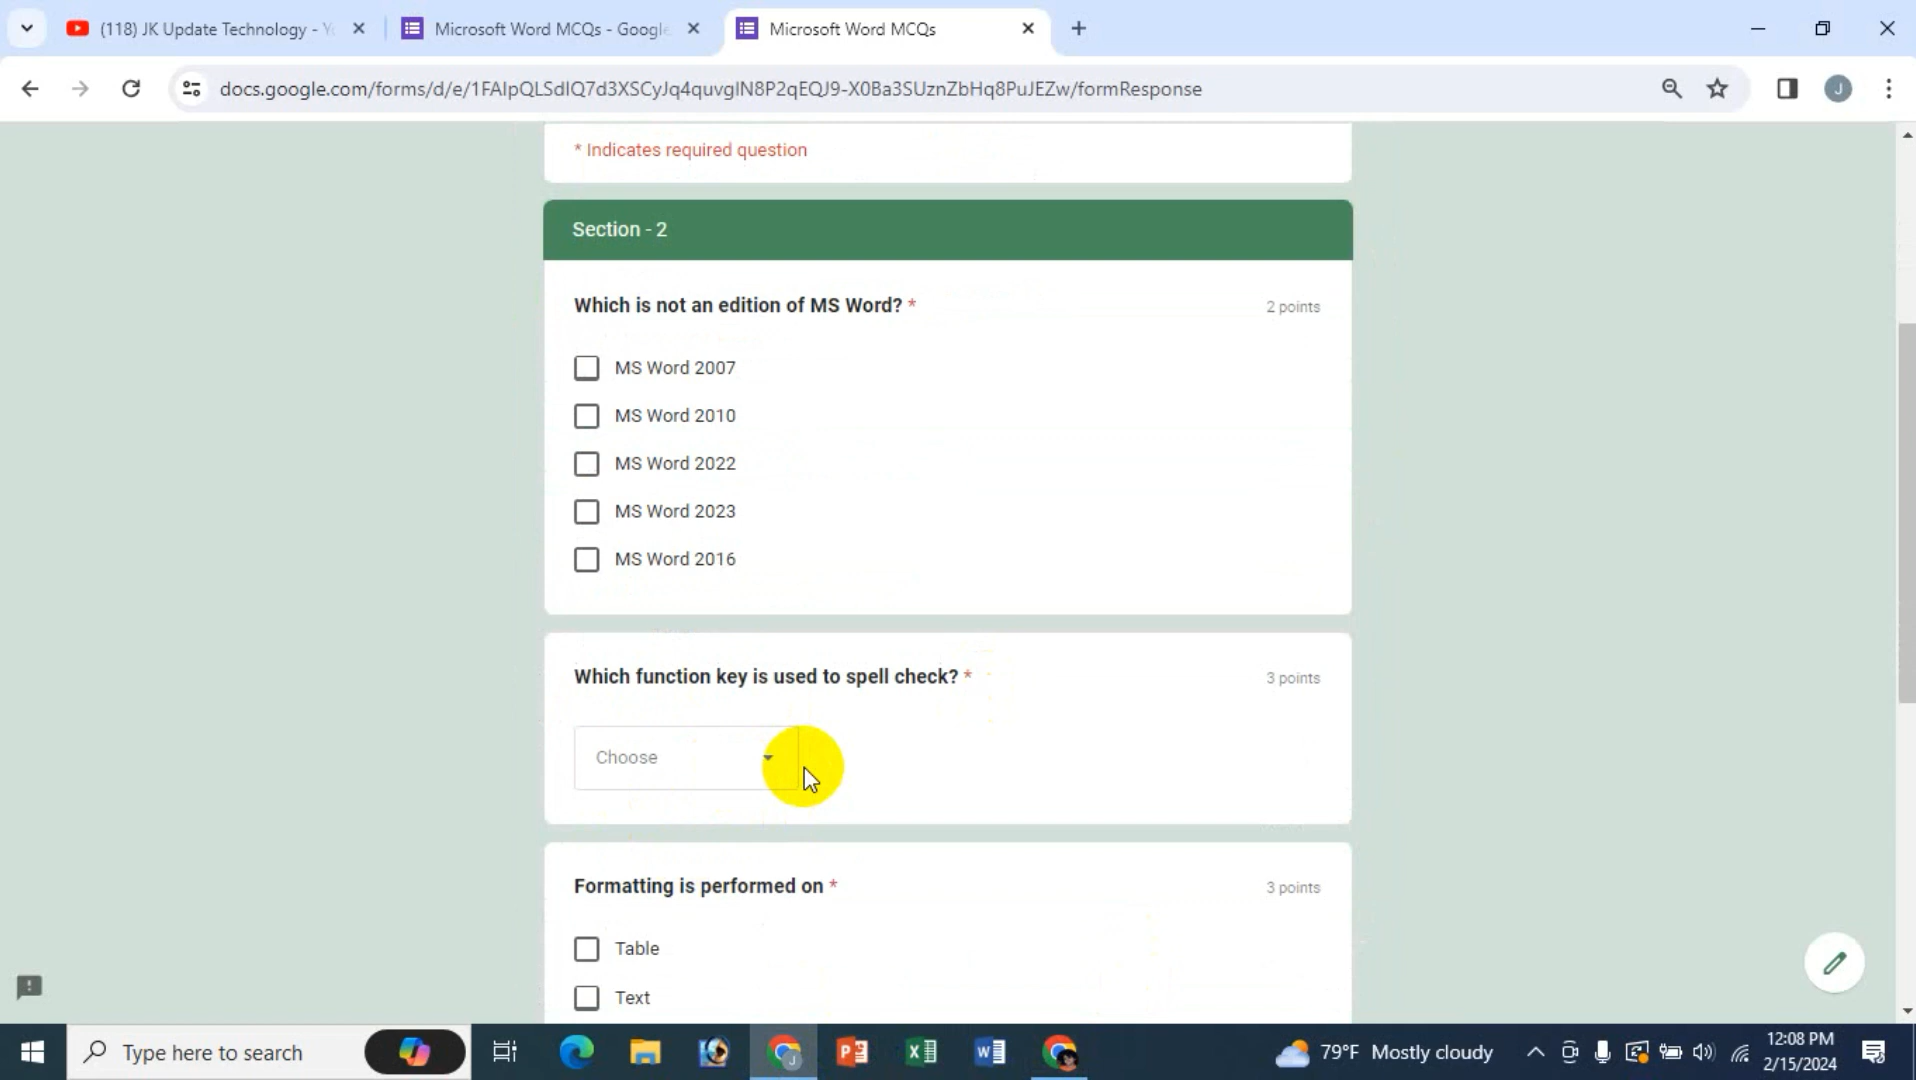 (118) JK Update Technology - Y
Microsoft Word MCQs - Google
Microsoft Word MCQs
docs.google.com/forms/d/e/1FAIpQLSdIQ7d3XSCyJq4quvgIN8P2qEQJ9-X0Ba3SUznZbHq8PuJEZw/formResponse
J
* Indicates required question
Section - 2
Which is not an edition of MS Word? *
2 points
MS Word 2007
MS Word 2010
MS Word 2022
MS Word 2023
MS Word 2016
Which function key is used to spell check? *
3 points
Choose
Formatting is performed on *
3 points
Table
Text
Type here to search
79°F Mostly cloudy
12:08 PM
2/15/2024